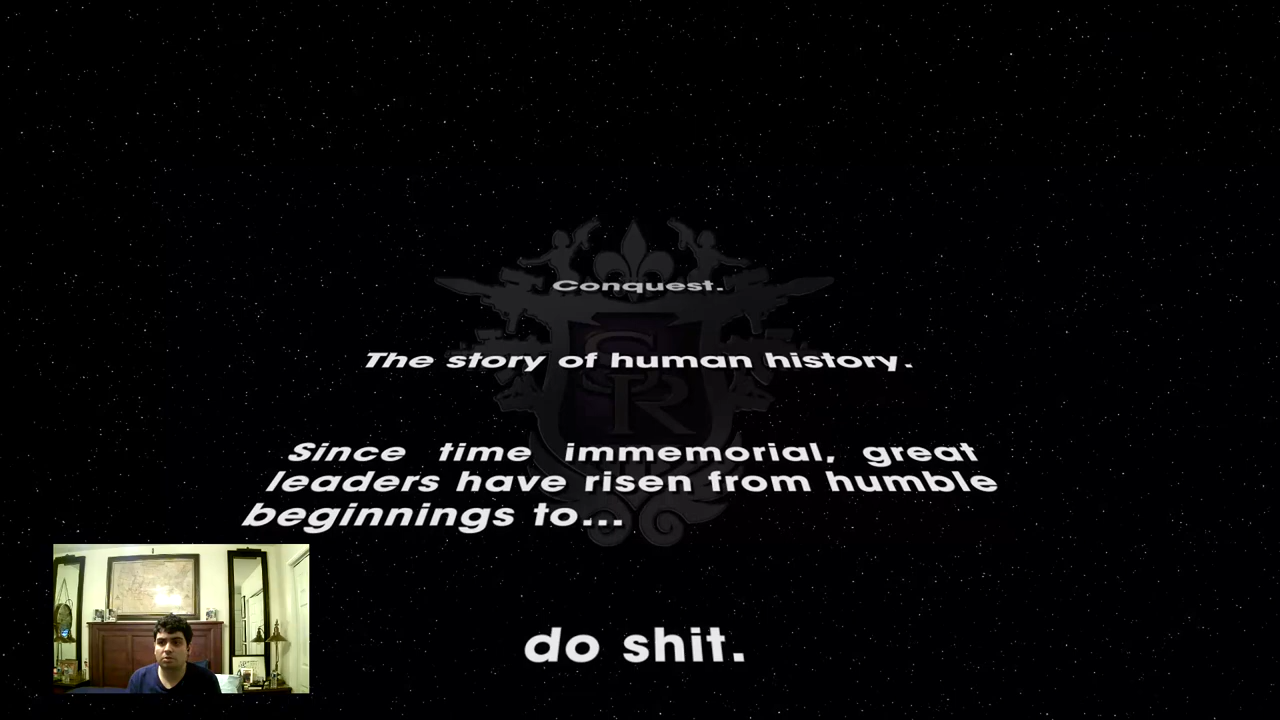 Conquest.
The story of human history.
Since time immemorial, great
leaders have risen from humble
beginnings to...
do shit.
SR